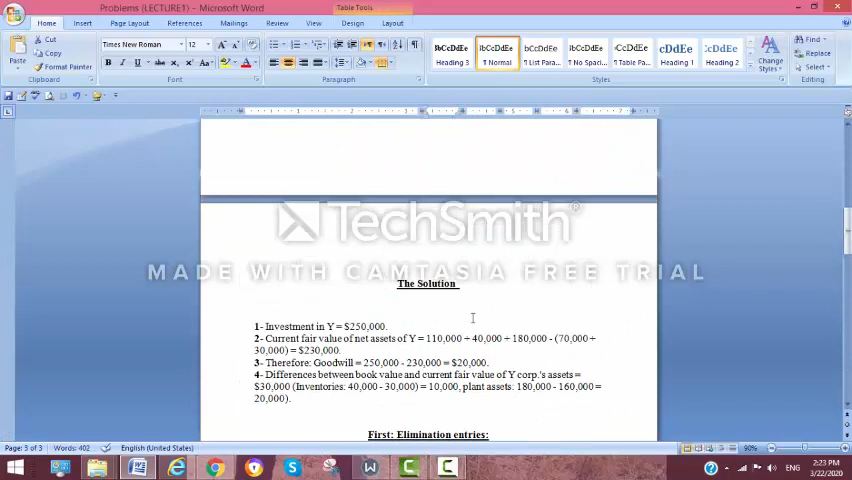 Problems (LECTURE1) - Microsoft Word
Table Tools
Home Insert Page Layout References Mailings Review View Design Layout
Paste
Cut
Copy
Format Painter
Clipboard
Times New Roman 12
Font
Paragraph
AaBbCcDdEe AaBbCcDdEe AaBbCcDdEe AaBbCcDdEe AaBbCcDdEe AaBbCcDdEe AaBbCcDdEe
Heading 3 ¶ Normal ¶ List Para... ¶ No Spaci... ¶ Table Pa... Heading 1 Heading 2
Change Styles
Styles
Find
Replace
Select
Editing
TechSmith®
MADE WITH CAMTASIA FREE TRIAL
The Solution
1- Investment in Y = $250,000.
2- Current fair value of net assets of Y = 110,000 + 40,000 + 180,000 - (70,000 +
30,000) = $230,000.
3- Therefore: Goodwill = 250,000 - 230,000 = $20,000.
4- Differences between book value and current fair value of Y corp.'s assets =
$30,000 (Inventories: 40,000 - 30,000) = 10,000, plant assets: 180,000 - 160,000 =
20,000).
First: Elimination entries:
Page: 3 of 3 Words: 402 English (United States) 90%
ENG 2:23 PM
3/22/2020